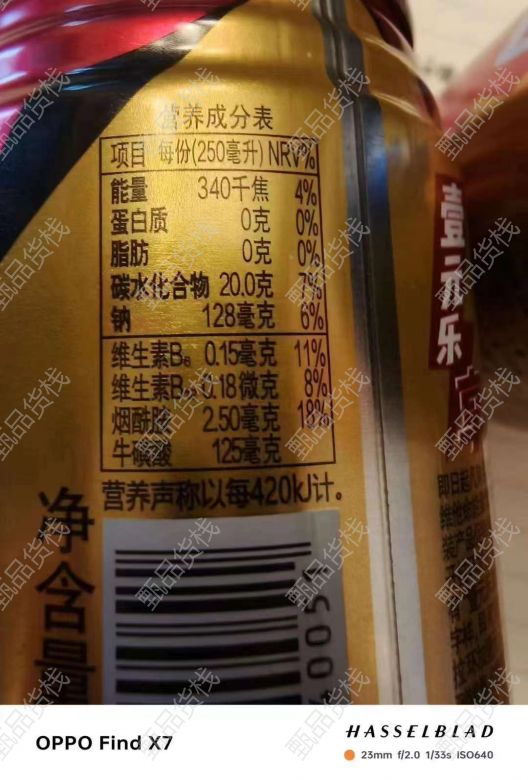 营养成分表
项目 每份(250毫升) NRV%
能量 340千焦 4%
蛋白质 0克 0%
脂肪 0克 0%
碳水化合物 20.0克 7%
钠 128毫克 6%
维生素B₆ 0.15毫克 11%
维生素B₁₂ 0.18微克 8%
烟酰胺 2.50毫克 18%
牛磺酸 125毫克
营养声称以每420kJ计。
净含量
壹元乐
即日起
甄品货栈
OPPO Find X7
HASSELBLAD
23mm f/2.0 1/33s ISO640